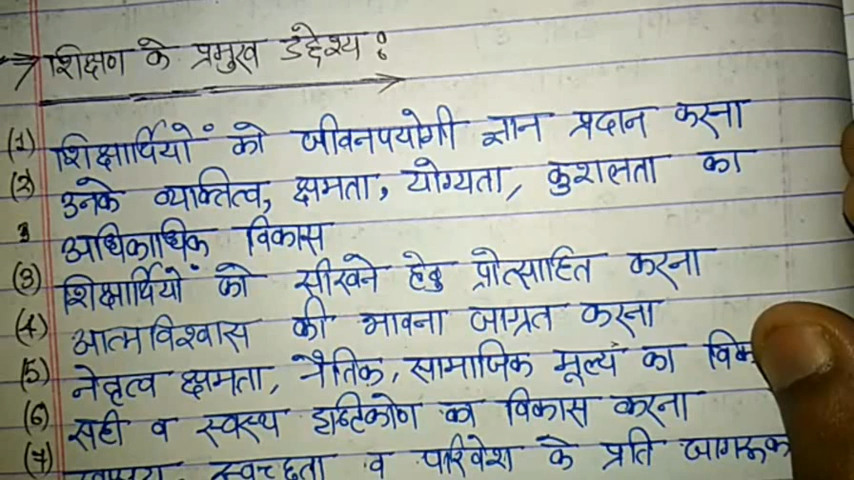 → शिक्षण के प्रमुख उद्देश्य :
(1) शिक्षार्थियों को जीवनपयोगी ज्ञान प्रदान करना
(2) उनके व्यक्तित्व, क्षमता, योग्यता, कुशलता का
अधिकाधिक विकास
(3) शिक्षार्थियों को सीखने हेतु प्रोत्साहित करना
(4) आत्मविश्वास की भावना जाग्रत करना
(5) नेतृत्व क्षमता, नैतिक, सामाजिक मूल्य का
(6) सही व स्वस्थ दृष्टिकोण का विकास करना
(7) स्वच्छता व परिवेश के प्रति जागरूक